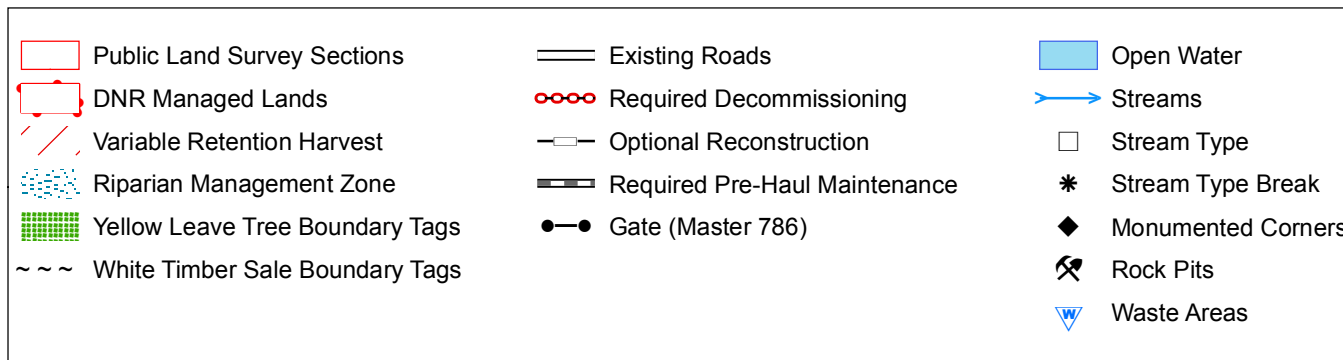 Public Land Survey Sections
DNR Managed Lands
Variable Retention Harvest
Riparian Management Zone
Yellow Leave Tree Boundary Tags
White Timber Sale Boundary Tags
Existing Roads
Required Decommissioning
Optional Reconstruction
Required Pre-Haul Maintenance
Gate (Master 786)
Open Water
Streams
Stream Type
Stream Type Break
Monumented Corners
Rock Pits
W
Waste Areas